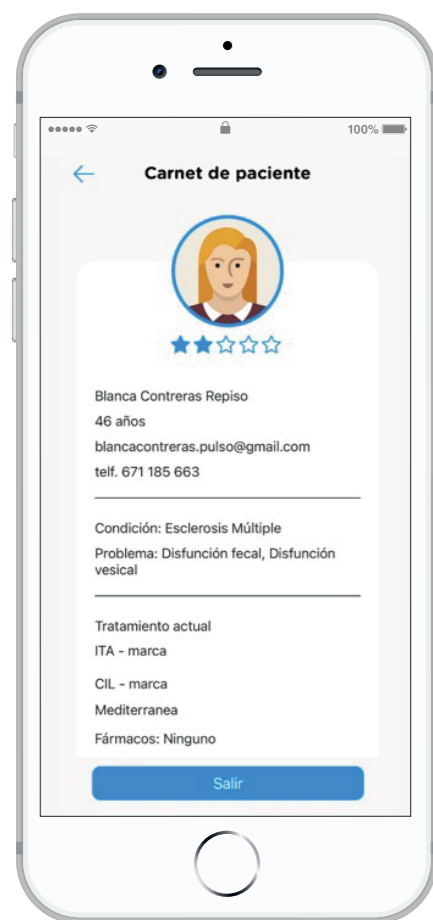 100%
Carnet de paciente
Blanca Contreras Repiso
46 años
blancacontreras.pulso@gmail.com
telf. 671 185 663
Condición: Esclerosis Múltiple
Problema: Disfunción fecal, Disfunción
vesical
Tratamiento actual
ITA - marca
CIL - marca
Mediterranea
Fármacos: Ninguno
Salir